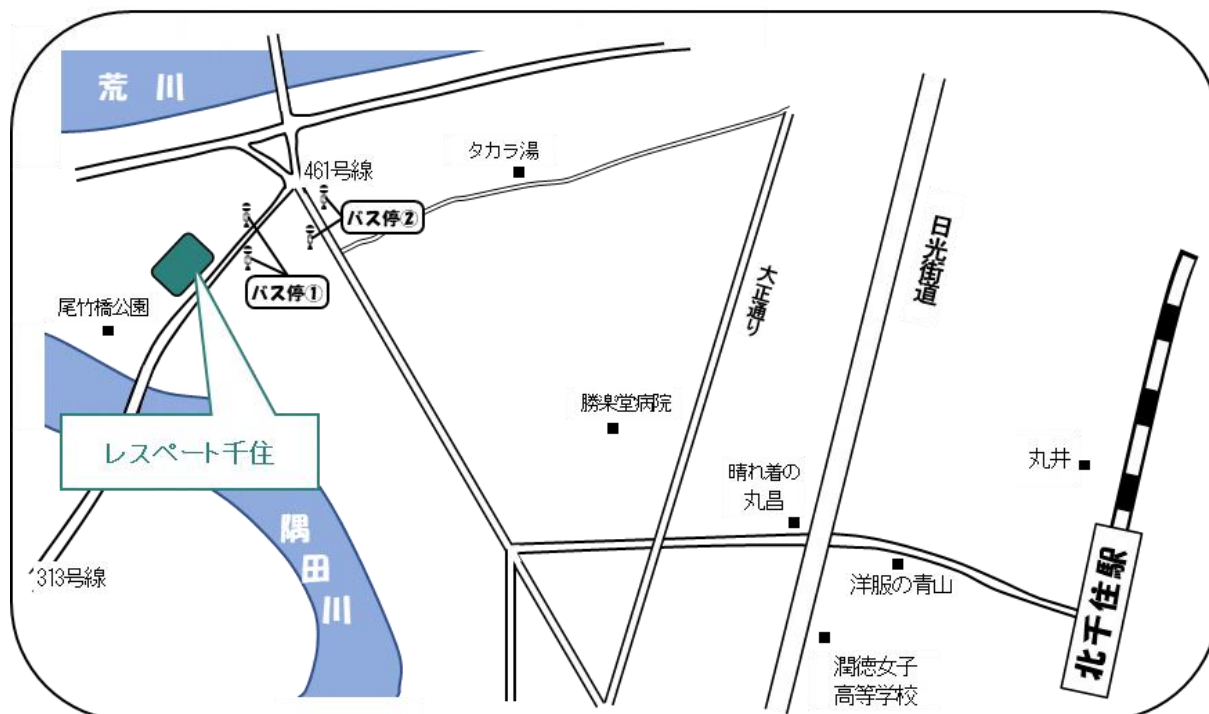 荒川
461号線
タカラ湯
バス停②
バス停①
尾竹橋公園
レスペート千住
大正通り
日光街道
勝楽堂病院
晴れ着の
丸昌
丸井
隅田川
313号線
洋服の青山
北千住駅
潤徳女子
高等学校